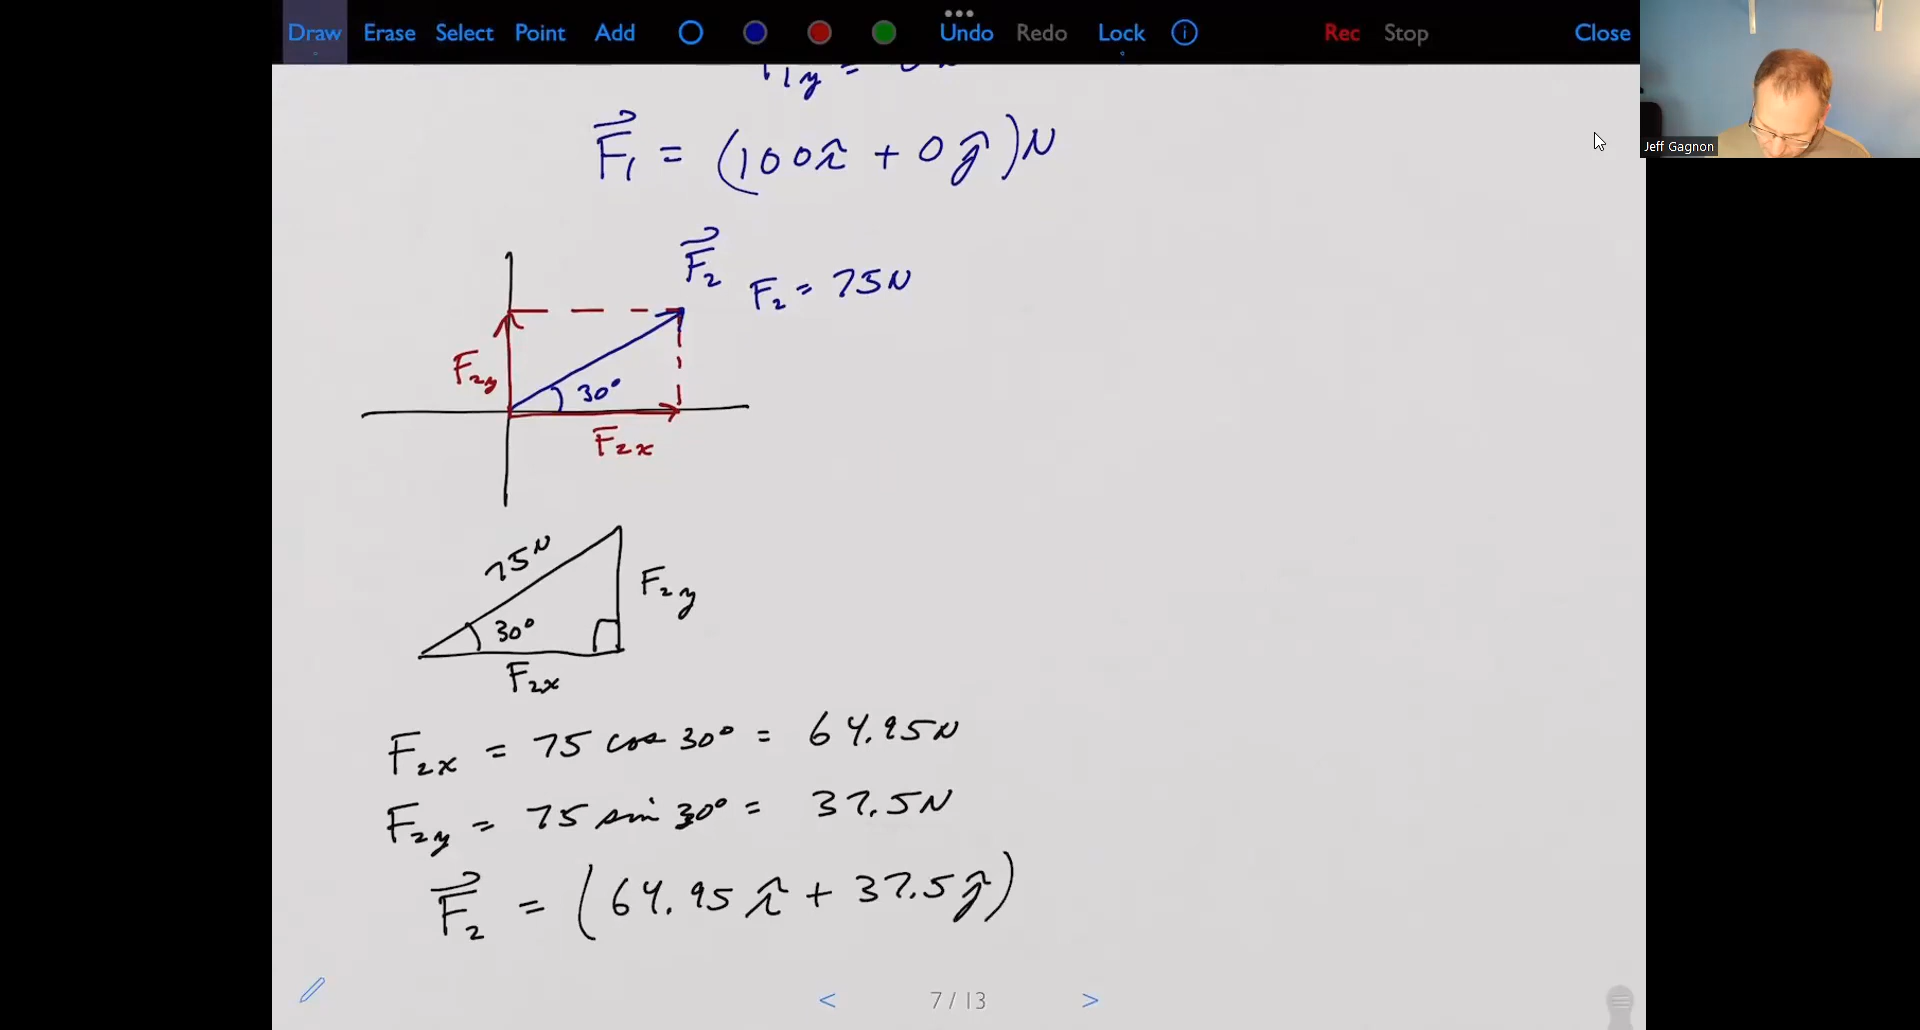 Draw Erase Select Point Add Undo Redo Lock Rec Stop Close
Jeff Gagnon
F⃗₁ = (100î + 0ĵ)N
F⃗₂
F₂ = 75N
F₂y
30°
F₂x
75N
F₂y
30°
F₂x
F₂x = 75 cos 30° = 64.95N
F₂y = 75 sin 30° = 37.5N
F⃗₂ = (64.95 î + 37.5 ĵ)
< 7 / 13 >